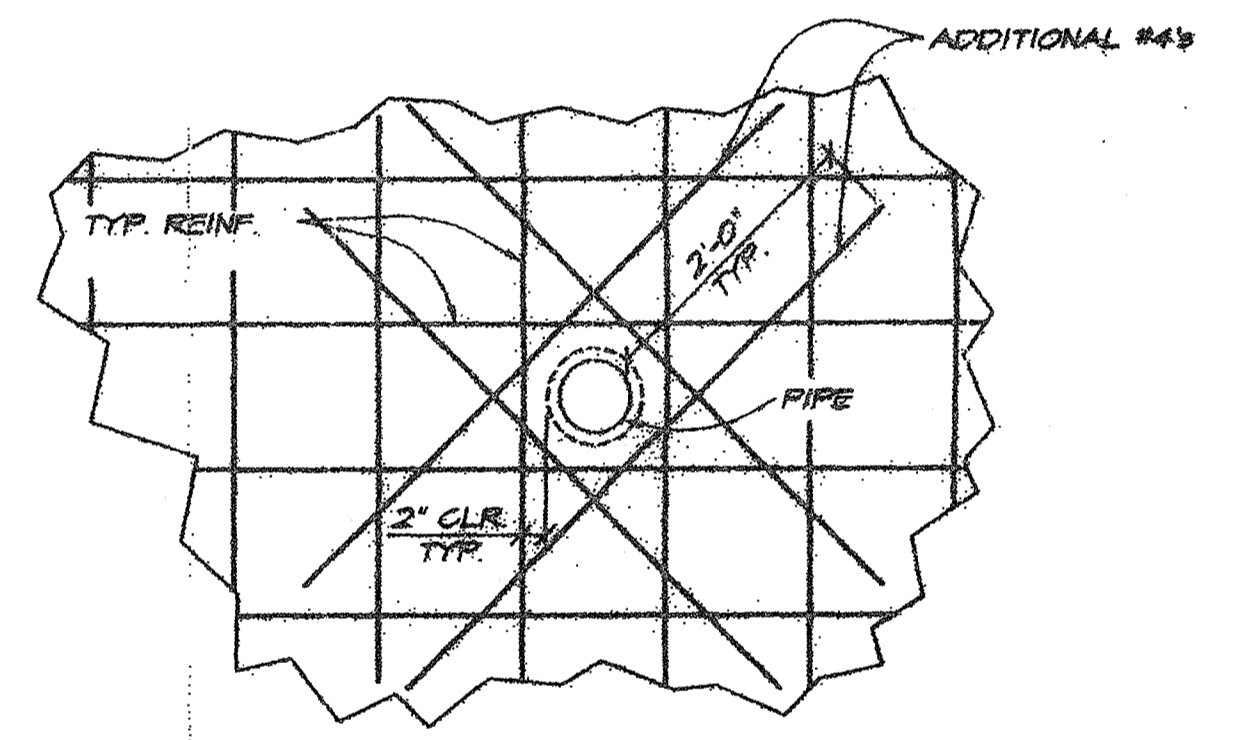 ADDITIONAL #4's
TYP. REINF.
2'-0"
TYP.
PIPE
2" CLR.
TYP.